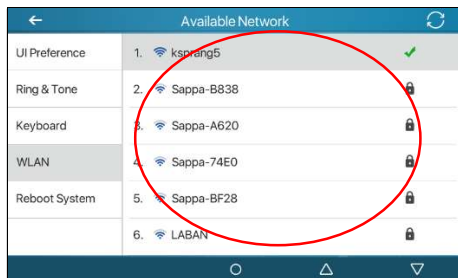 Available Network
UI Preference
1. ksprang5
Ring & Tone
2. Sappa-B838
Keyboard
3. Sappa-A620
WLAN
4. Sappa-74E0
Reboot System
5. Sappa-BF28
6. LABAN